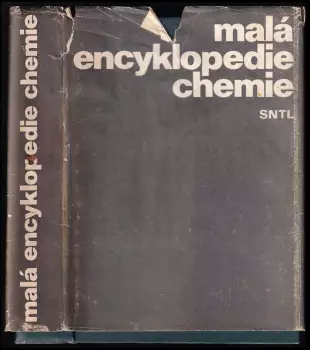 malá
encyklopedie
chemie
SNTL
malá encyklopedie chemie